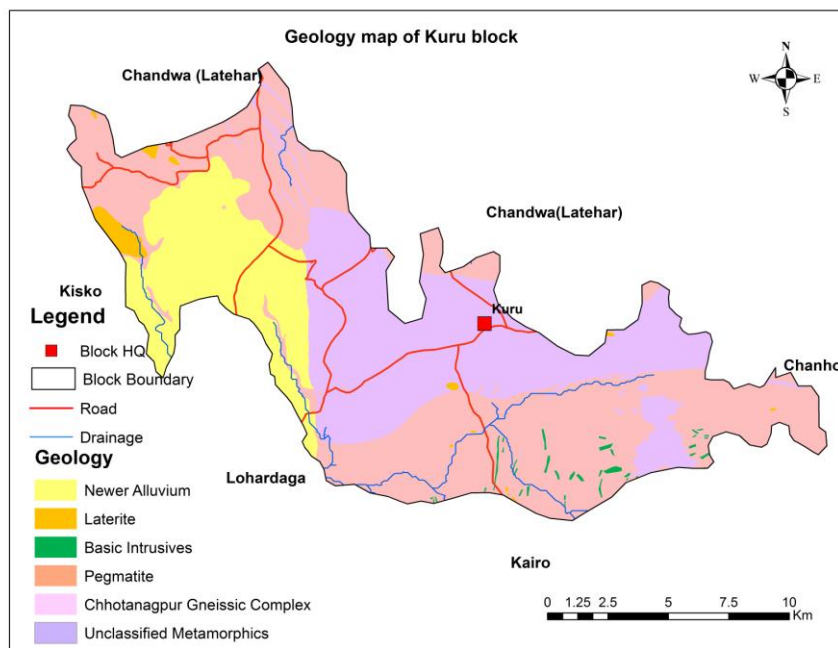 Geology map of Kuru block
N
W E
S
Chandwa (Latehar)
Chandwa(Latehar)
Kisko
Kuru
Chanho
Lohardaga
Kairo
Legend
Block HQ
Block Boundary
Road
Drainage
Geology
Newer Alluvium
Laterite
Basic Intrusives
Pegmatite
Chhotanagpur Gneissic Complex
Unclassified Metamorphics
0 1.25 2.5 5 7.5 10
Km